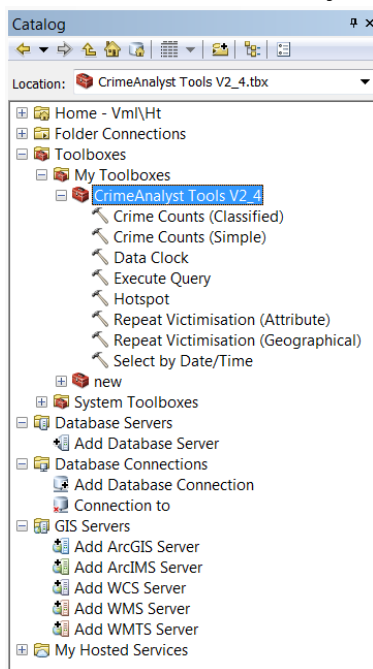 Catalog
Location: CrimeAnalyst Tools V2_4.tbx
Home - Vml\Ht
Folder Connections
Toolboxes
My Toolboxes
CrimeAnalyst Tools V2_4
Crime Counts (Classified)
Crime Counts (Simple)
Data Clock
Execute Query
Hotspot
Repeat Victimisation (Attribute)
Repeat Victimisation (Geographical)
Select by Date/Time
new
System Toolboxes
Database Servers
Add Database Server
Database Connections
Add Database Connection
Connection to
GIS Servers
Add ArcGIS Server
Add ArcIMS Server
Add WCS Server
Add WMS Server
Add WMTS Server
My Hosted Services